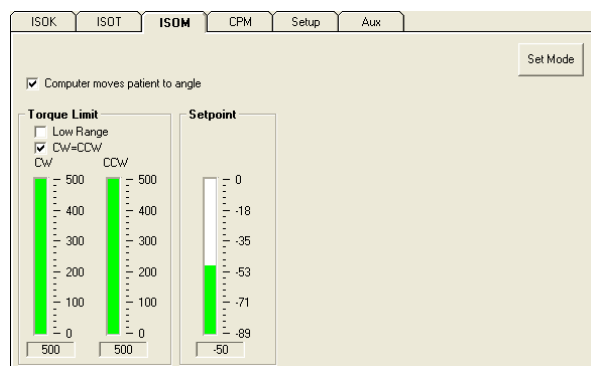 ISOK ISOT ISOM CPM Setup Aux
Set Mode
Computer moves patient to angle
Torque Limit
Low Range
CW=CCW
CW CCW
500 500
400 400
300 300
200 200
100 100
0 0
500 500
Setpoint
0
-18
-35
-53
-71
-89
-50